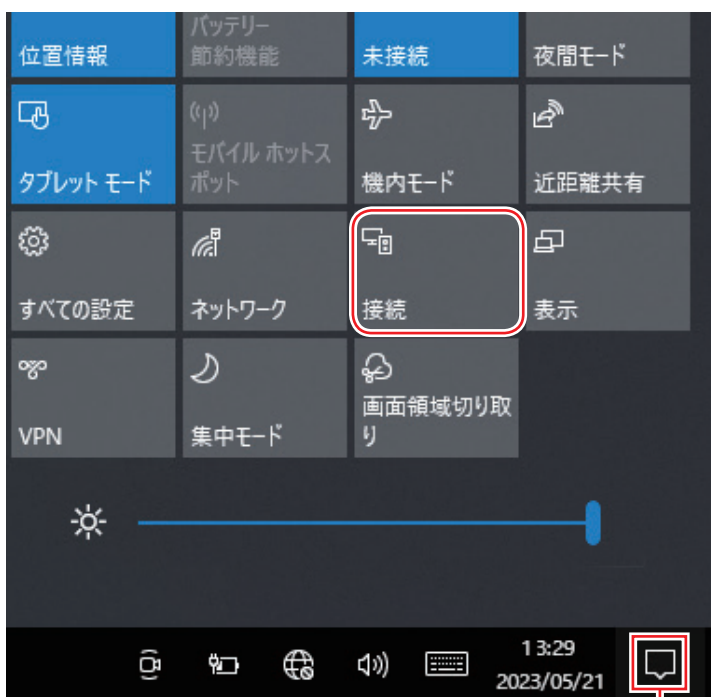 位置情報
バッテリー
節約機能
未接続
夜間モード
タブレット モード
モバイル ホットス
ポット
機内モード
近距離共有
すべての設定
ネットワーク
接続
表示
VPN
集中モード
画面領域切り取
り
13:29
2023/05/21